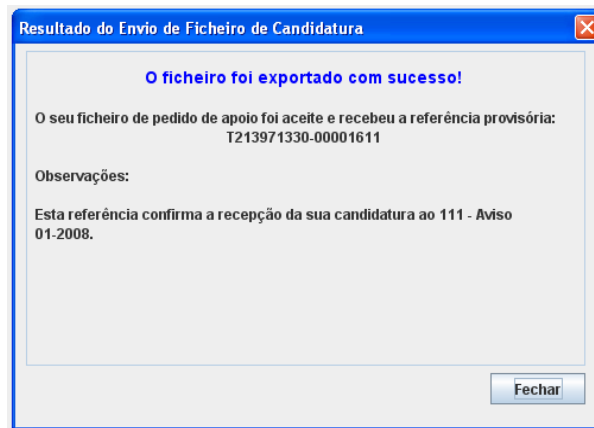 Resultado do Envio de Ficheiro de Candidatura
O ficheiro foi exportado com sucesso!
O seu ficheiro de pedido de apoio foi aceite e recebeu a referência provisória:
T213971330-00001611
Observações:
Esta referência confirma a recepção da sua candidatura ao 111 - Aviso
01-2008.
Fechar